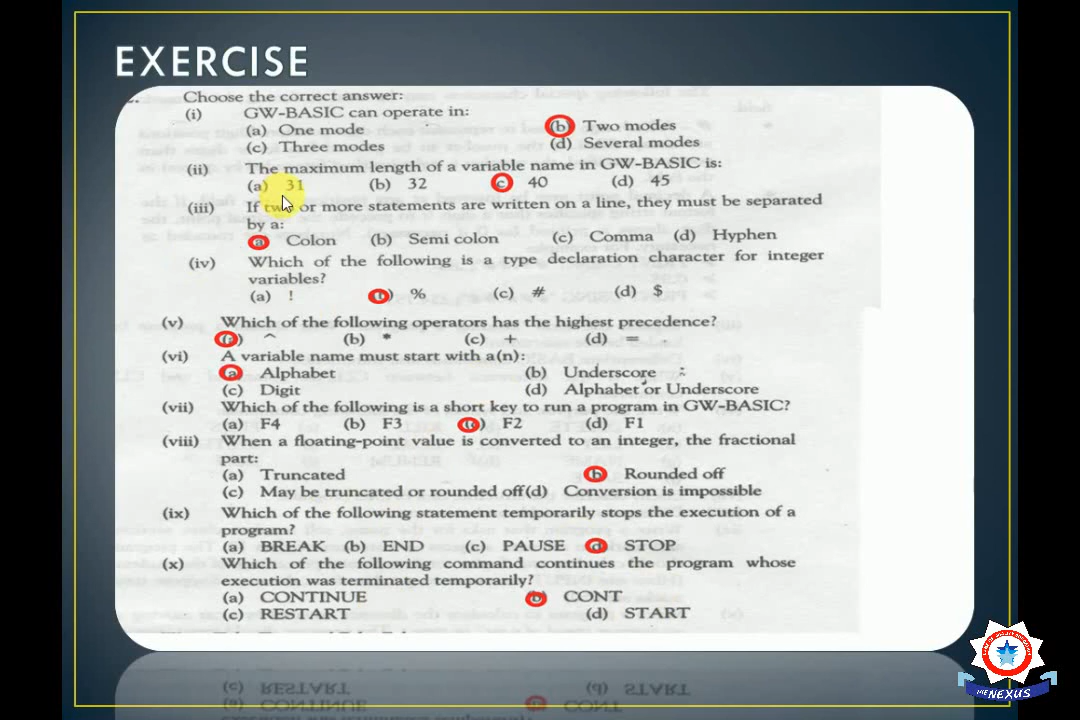 EXERCISE
Choose the correct answer:
(i) GW-BASIC can operate in:
(a) One mode (b) Two modes
(c) Three modes (d) Several modes
(ii) The maximum length of a variable name in GW-BASIC is:
(a) 31 (b) 32 (c) 40 (d) 45
(iii) If two or more statements are written on a line, they must be separated
by a:
(a) Colon (b) Semi colon (c) Comma (d) Hyphen
(iv) Which of the following is a type declaration character for integer
variables?
(a) ! (b) % (c) # (d) $
(v) Which of the following operators has the highest precedence?
(a) ^ (b) * (c) + (d) =
(vi) A variable name must start with a(n):
(a) Alphabet (b) Underscore
(c) Digit (d) Alphabet or Underscore
(vii) Which of the following is a short key to run a program in GW-BASIC?
(a) F4 (b) F3 (c) F2 (d) F1
(viii) When a floating-point value is converted to an integer, the fractional
part:
(a) Truncated (b) Rounded off
(c) May be truncated or rounded off (d) Conversion is impossible
(ix) Which of the following statement temporarily stops the execution of a
program?
(a) BREAK (b) END (c) PAUSE (d) STOP
(x) Which of the following command continues the program whose
execution was terminated temporarily?
(a) CONTINUE (b) CONT
(c) RESTART (d) START
THE NEXUS